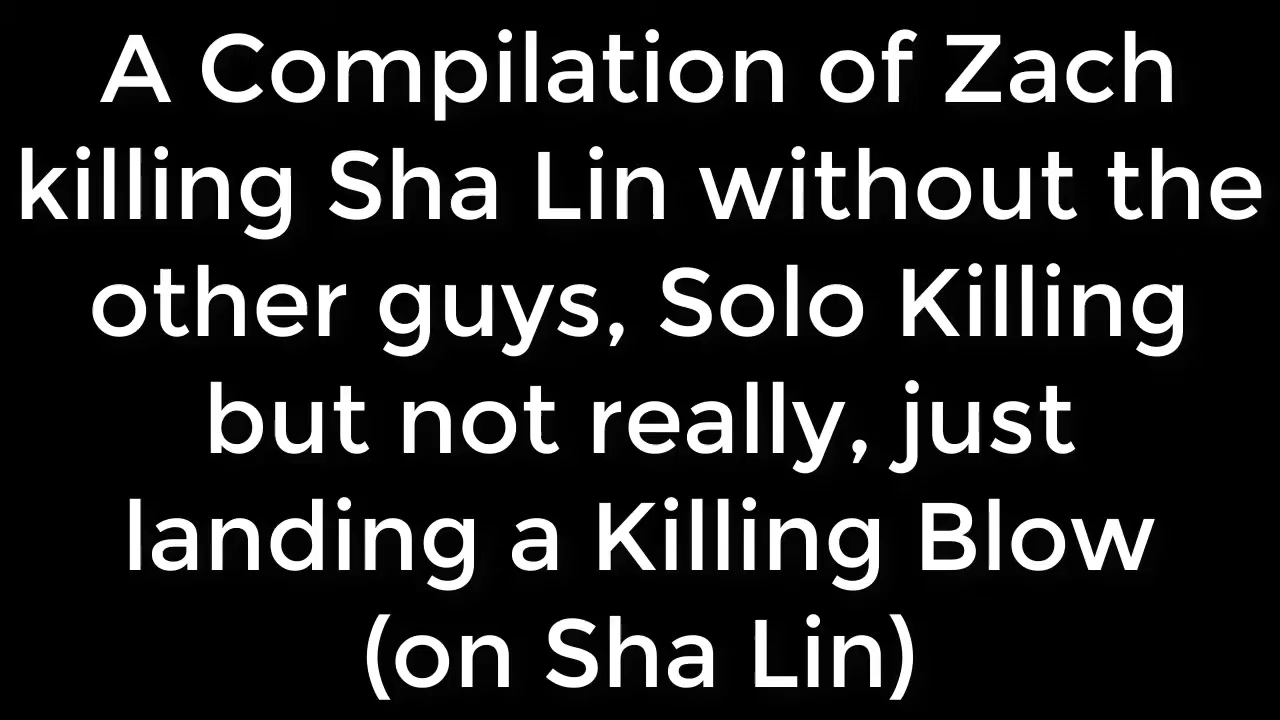 A Compilation of Zach
killing Sha Lin without the
other guys, Solo Killing
but not really, just
landing a Killing Blow
(on Sha Lin)